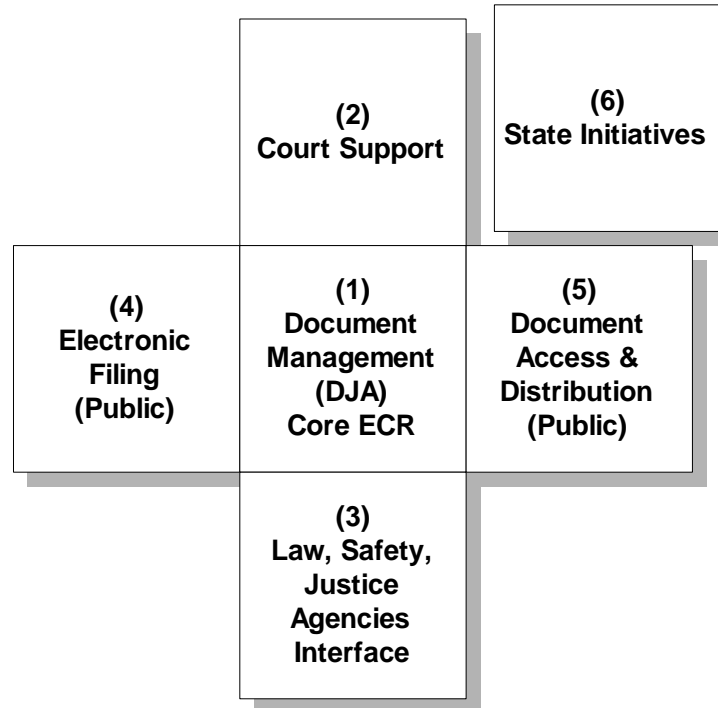 (2)
Court Support
(6)
State Initiatives
(4)
Electronic
Filing
(Public)
(1)
Document
Management
(DJA)
Core ECR
(5)
Document
Access &
Distribution
(Public)
(3)
Law, Safety,
Justice
Agencies
Interface